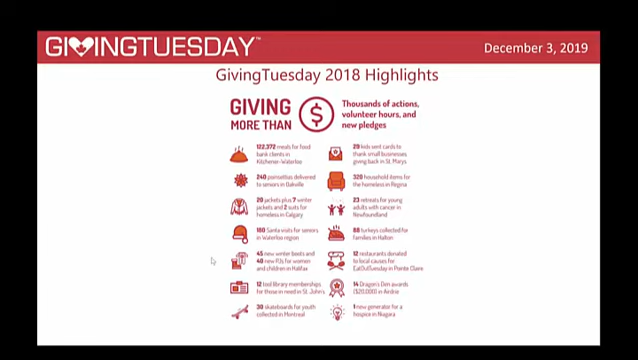 GIVINGTUESDAY™
December 3, 2019
GivingTuesday 2018 Highlights
GIVING
MORE THAN
$
Thousands of actions,
volunteer hours, and
new pledges
122,372 meals for food
bank clients in
Kitchener-Waterloo
240 poinsettias delivered
to seniors in Oakville
20 jackets plus 7 winter
jackets and 2 suits for
homeless in Calgary
180 Santa visits for seniors
in Waterloo region
45 new winter boots and
40 new PJs for women
and children in Halifax
12 tool library memberships
for those in need in St. John's
30 skateboards for youth
collected in Montreal
29 kids sent cards to
thank small businesses
giving back in St. Marys
320 household items for
the homeless in Regina
23 retreats for young
adults with cancer in
Newfoundland
88 turkeys collected for
families in Halton
12 restaurants donated
to local causes for
EatOutTuesday in Pointe Claire
14 Dragon's Den awards
($20,000) in Airdrie
1 new generator for a
hospice in Niagara